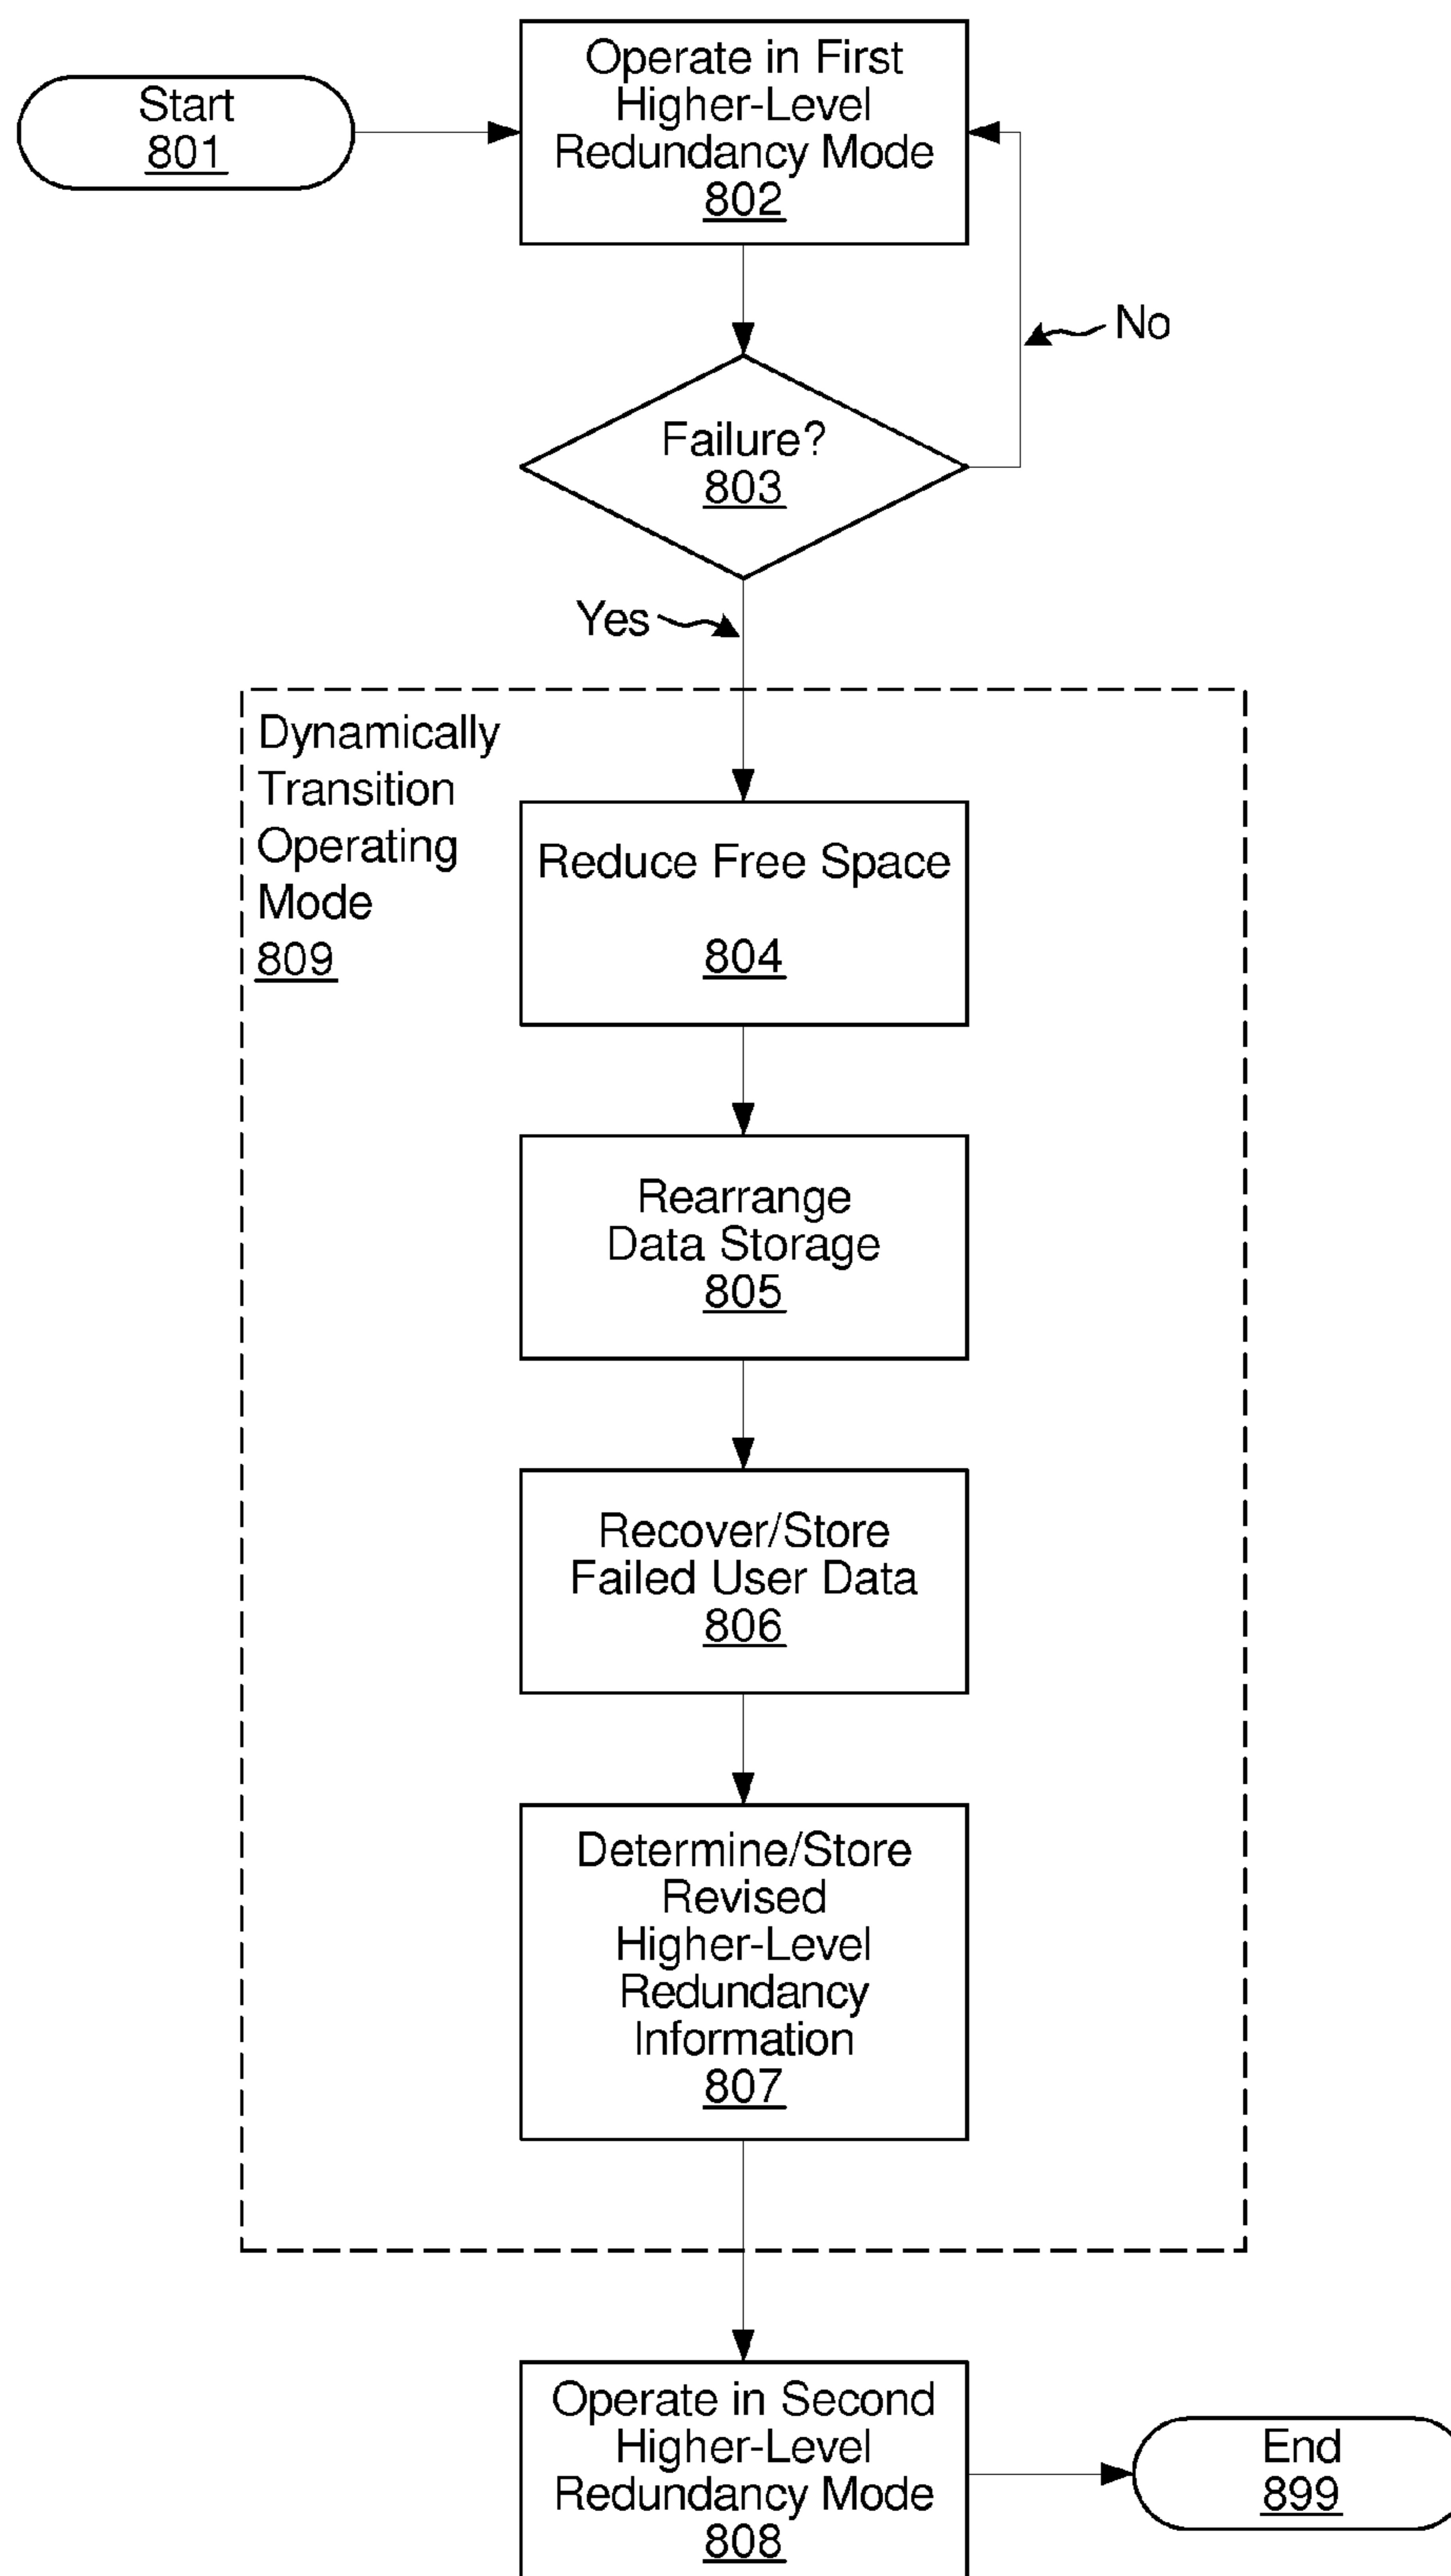 Start
801
Operate in First
Higher-Level
Redundancy Mode
802
No
Failure?
803
Yes
Dynamically
Transition
Operating
Mode
809
Reduce Free Space
804
Rearrange
Data Storage
805
Recover/Store
Failed User Data
806
Determine/Store
Revised
Higher-Level
Redundancy
Information
807
Operate in Second
Higher-Level
Redundancy Mode
808
End
899